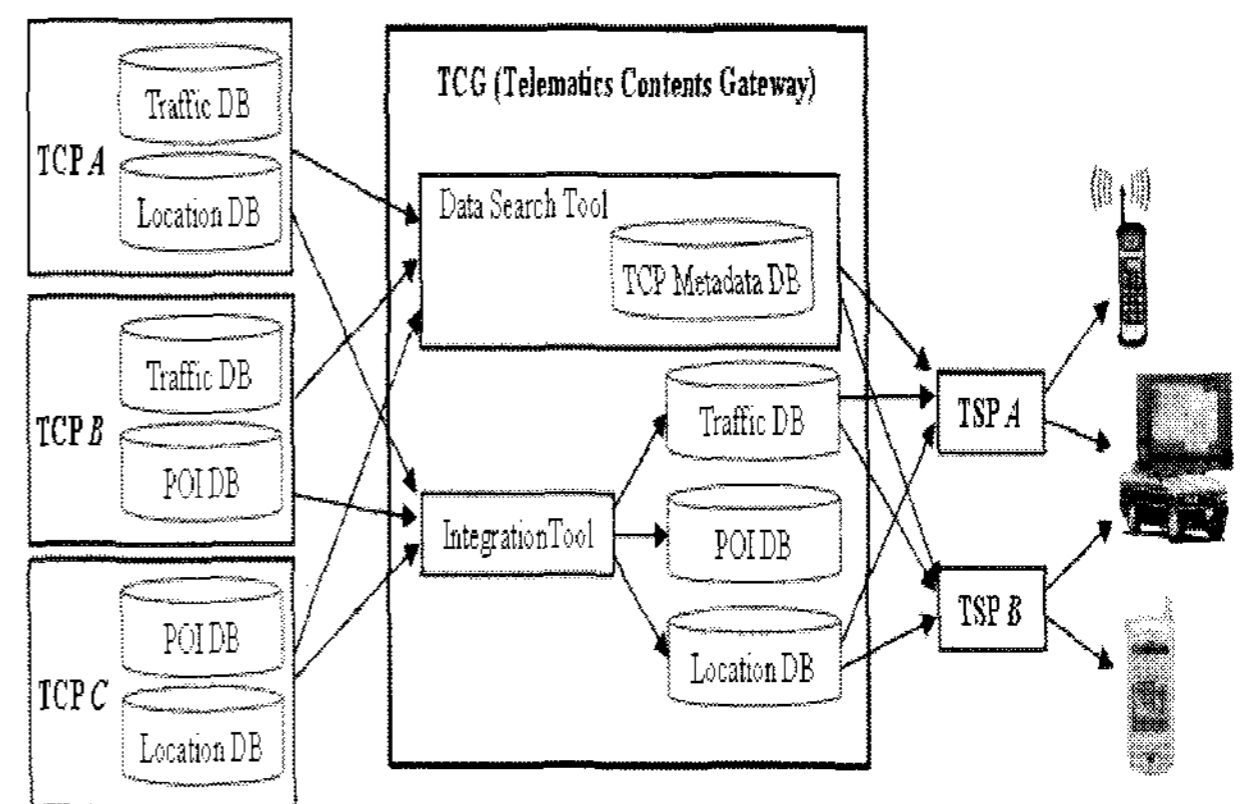 TCP A
Traffic DB
Location DB
TCP B
Traffic DB
POI DB
TCP C
POI DB
Location DB
TCG (Telematics Contents Gateway)
Data Search Tool
TCP Metadata DB
IntegrationTool
Traffic DB
POI DB
Location DB
TSP A
TSP B